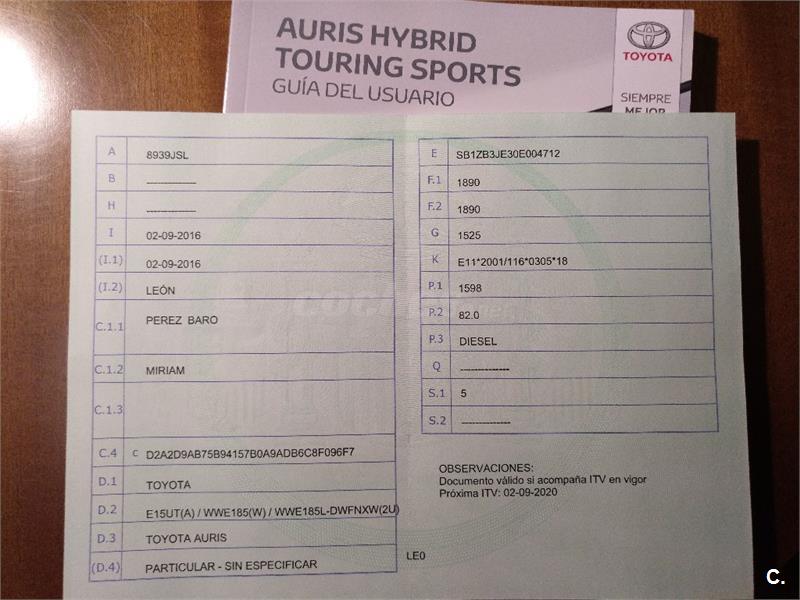 AURIS HYBRID
TOURING SPORTS
GUÍA DEL USUARIO
TOYOTA
SIEMPRE
MEJOR
A 8939JSL
B --------------
H --------------
I 02-09-2016
(I.1) 02-09-2016
(I.2) LEÓN
C.1.1 PEREZ BARO
C.1.2 MIRIAM
C.1.3
C.4 C D2A2D9AB75B94157B0A9ADB6C8F096F7
D.1 TOYOTA
D.2 E15UT(A) / WWE185(W) / WWE185L-DWFNXW(2U)
D.3 TOYOTA AURIS
(D.4) PARTICULAR - SIN ESPECIFICAR
E SB1ZB3JE30E004712
F.1 1890
F.2 1890
G 1525
K E11*2001/116*0305*18
P.1 1598
P.2 82.0
P.3 DIESEL
Q --------------
S.1 5
S.2 --------------
OBSERVACIONES:
Documento válido si acompaña ITV en vigor
Próxima ITV: 02-09-2020
LE0
C.